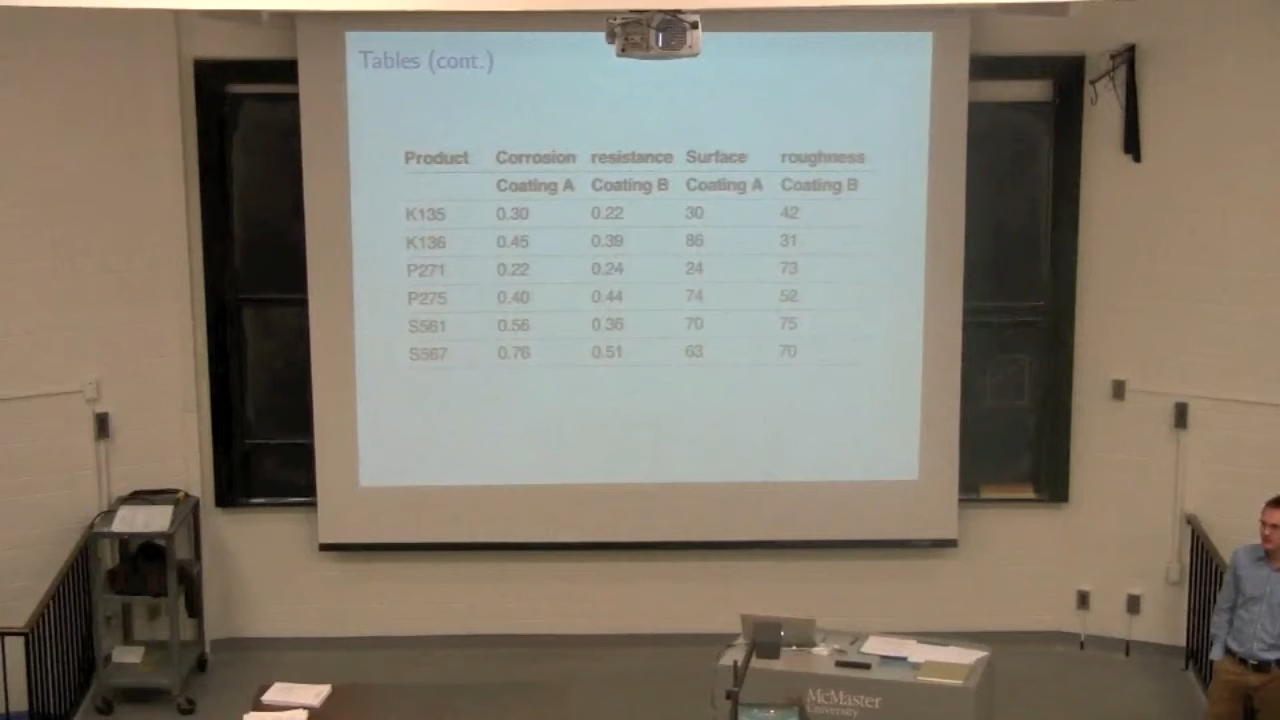 Tables (cont.)
Product Corrosion resistance Surface roughness
Coating A Coating B Coating A Coating B
K135 0.30 0.22 30 42
K136 0.45 0.39 86 31
P271 0.22 0.24 24 73
P275 0.40 0.44 74 52
S561 0.56 0.36 70 75
S567 0.76 0.51 63 70
McMaster
University